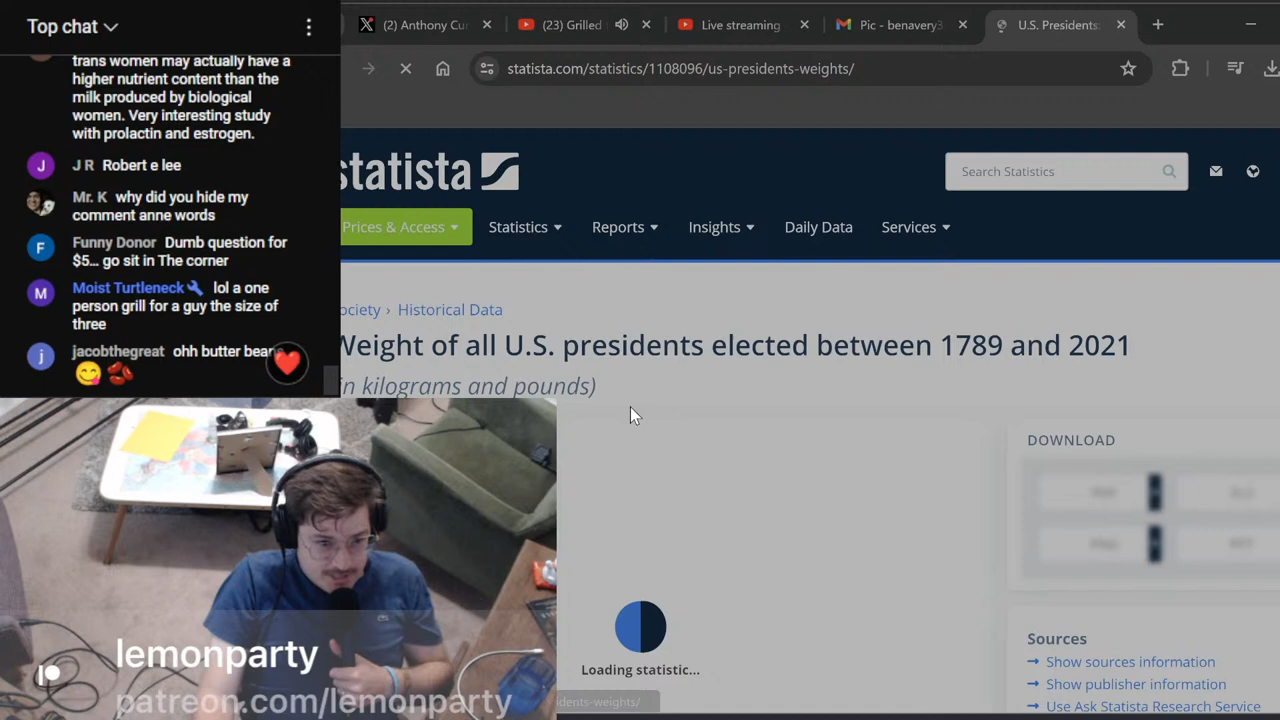 Top chat
trans women may actually have a
higher nutrient content than the
milk produced by biological
women. Very interesting study
with prolactin and estrogen.
J J R Robert e lee
Mr. K why did you hide my
comment anne words
F Funny Donor Dumb question for
$5... go sit in The corner
M Moist Turtleneck lol a one
person grill for a guy the size of
three
j jacobthegreat ohh butter beans
(2) Anthony Cu
(23) Grilled
Live streaming
Pic - benavery3
U.S. Presidents:
statista.com/statistics/1108096/us-presidents-weights/
statista
Search Statistics
Prices & Access
Statistics
Reports
Insights
Daily Data
Services
ociety › Historical Data
Weight of all U.S. presidents elected between 1789 and 2021
in kilograms and pounds)
Loading statistic...
dents-weights/
DOWNLOAD
Sources
→ Show sources information
→ Show publisher information
→ Use Ask Statista Research Service
lemonparty
patreon.com/lemonparty